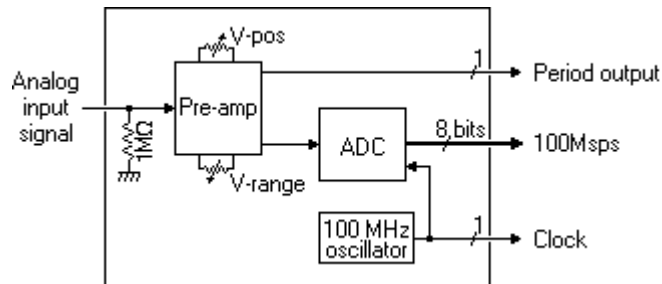 V-pos
1
Period output
Analog
input
signal
Pre-amp
1MΩ
8 bits
100Msps
ADC
V-range
100 MHz
oscillator
1
Clock